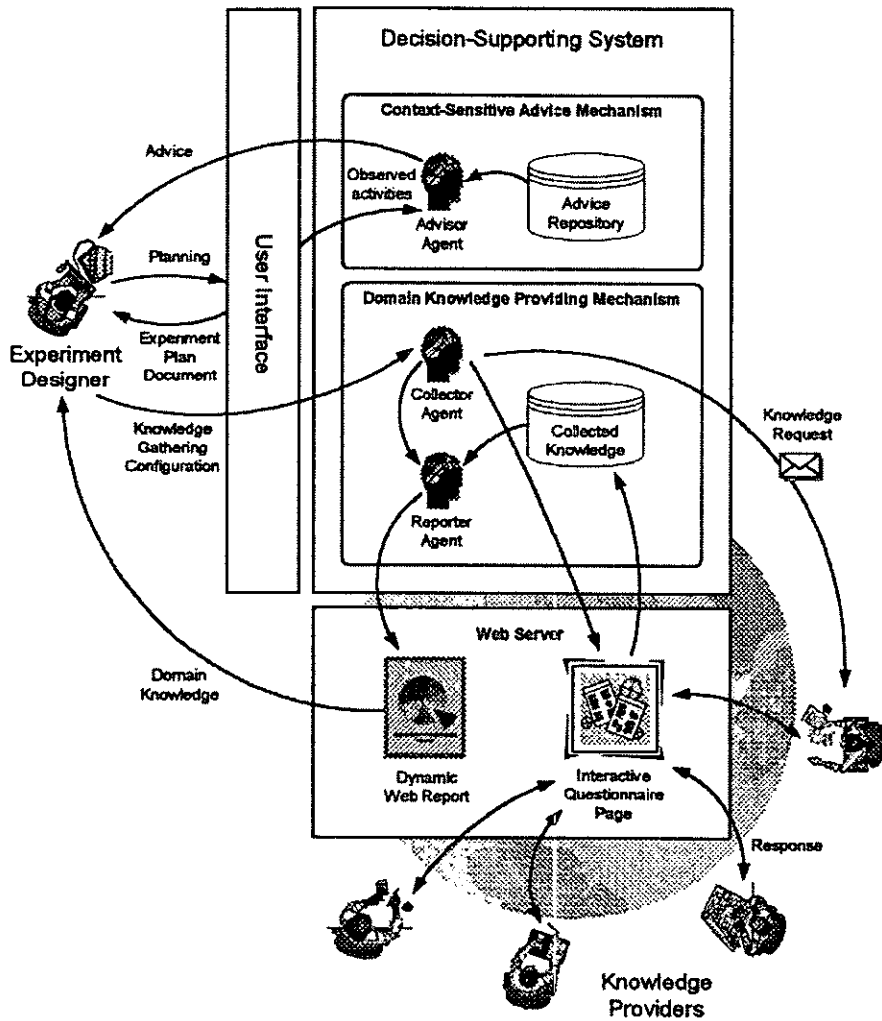 Decision-Supporting System
Context-Sensitive Advice Mechanism
Advice
Observed
activities
Advisor
Agent
Advice
Repository
User Interface
Planning
Experiment
Plan
Document
Experiment
Designer
Domain Knowledge Providing Mechanism
Collector
Agent
Collected
Knowledge
Knowledge
Request
Knowledge
Gathering
Configuration
Reporter
Agent
Web Server
Domain
Knowledge
Dynamic
Web Report
Interactive
Questionnaire
Page
Response
Knowledge
Providers